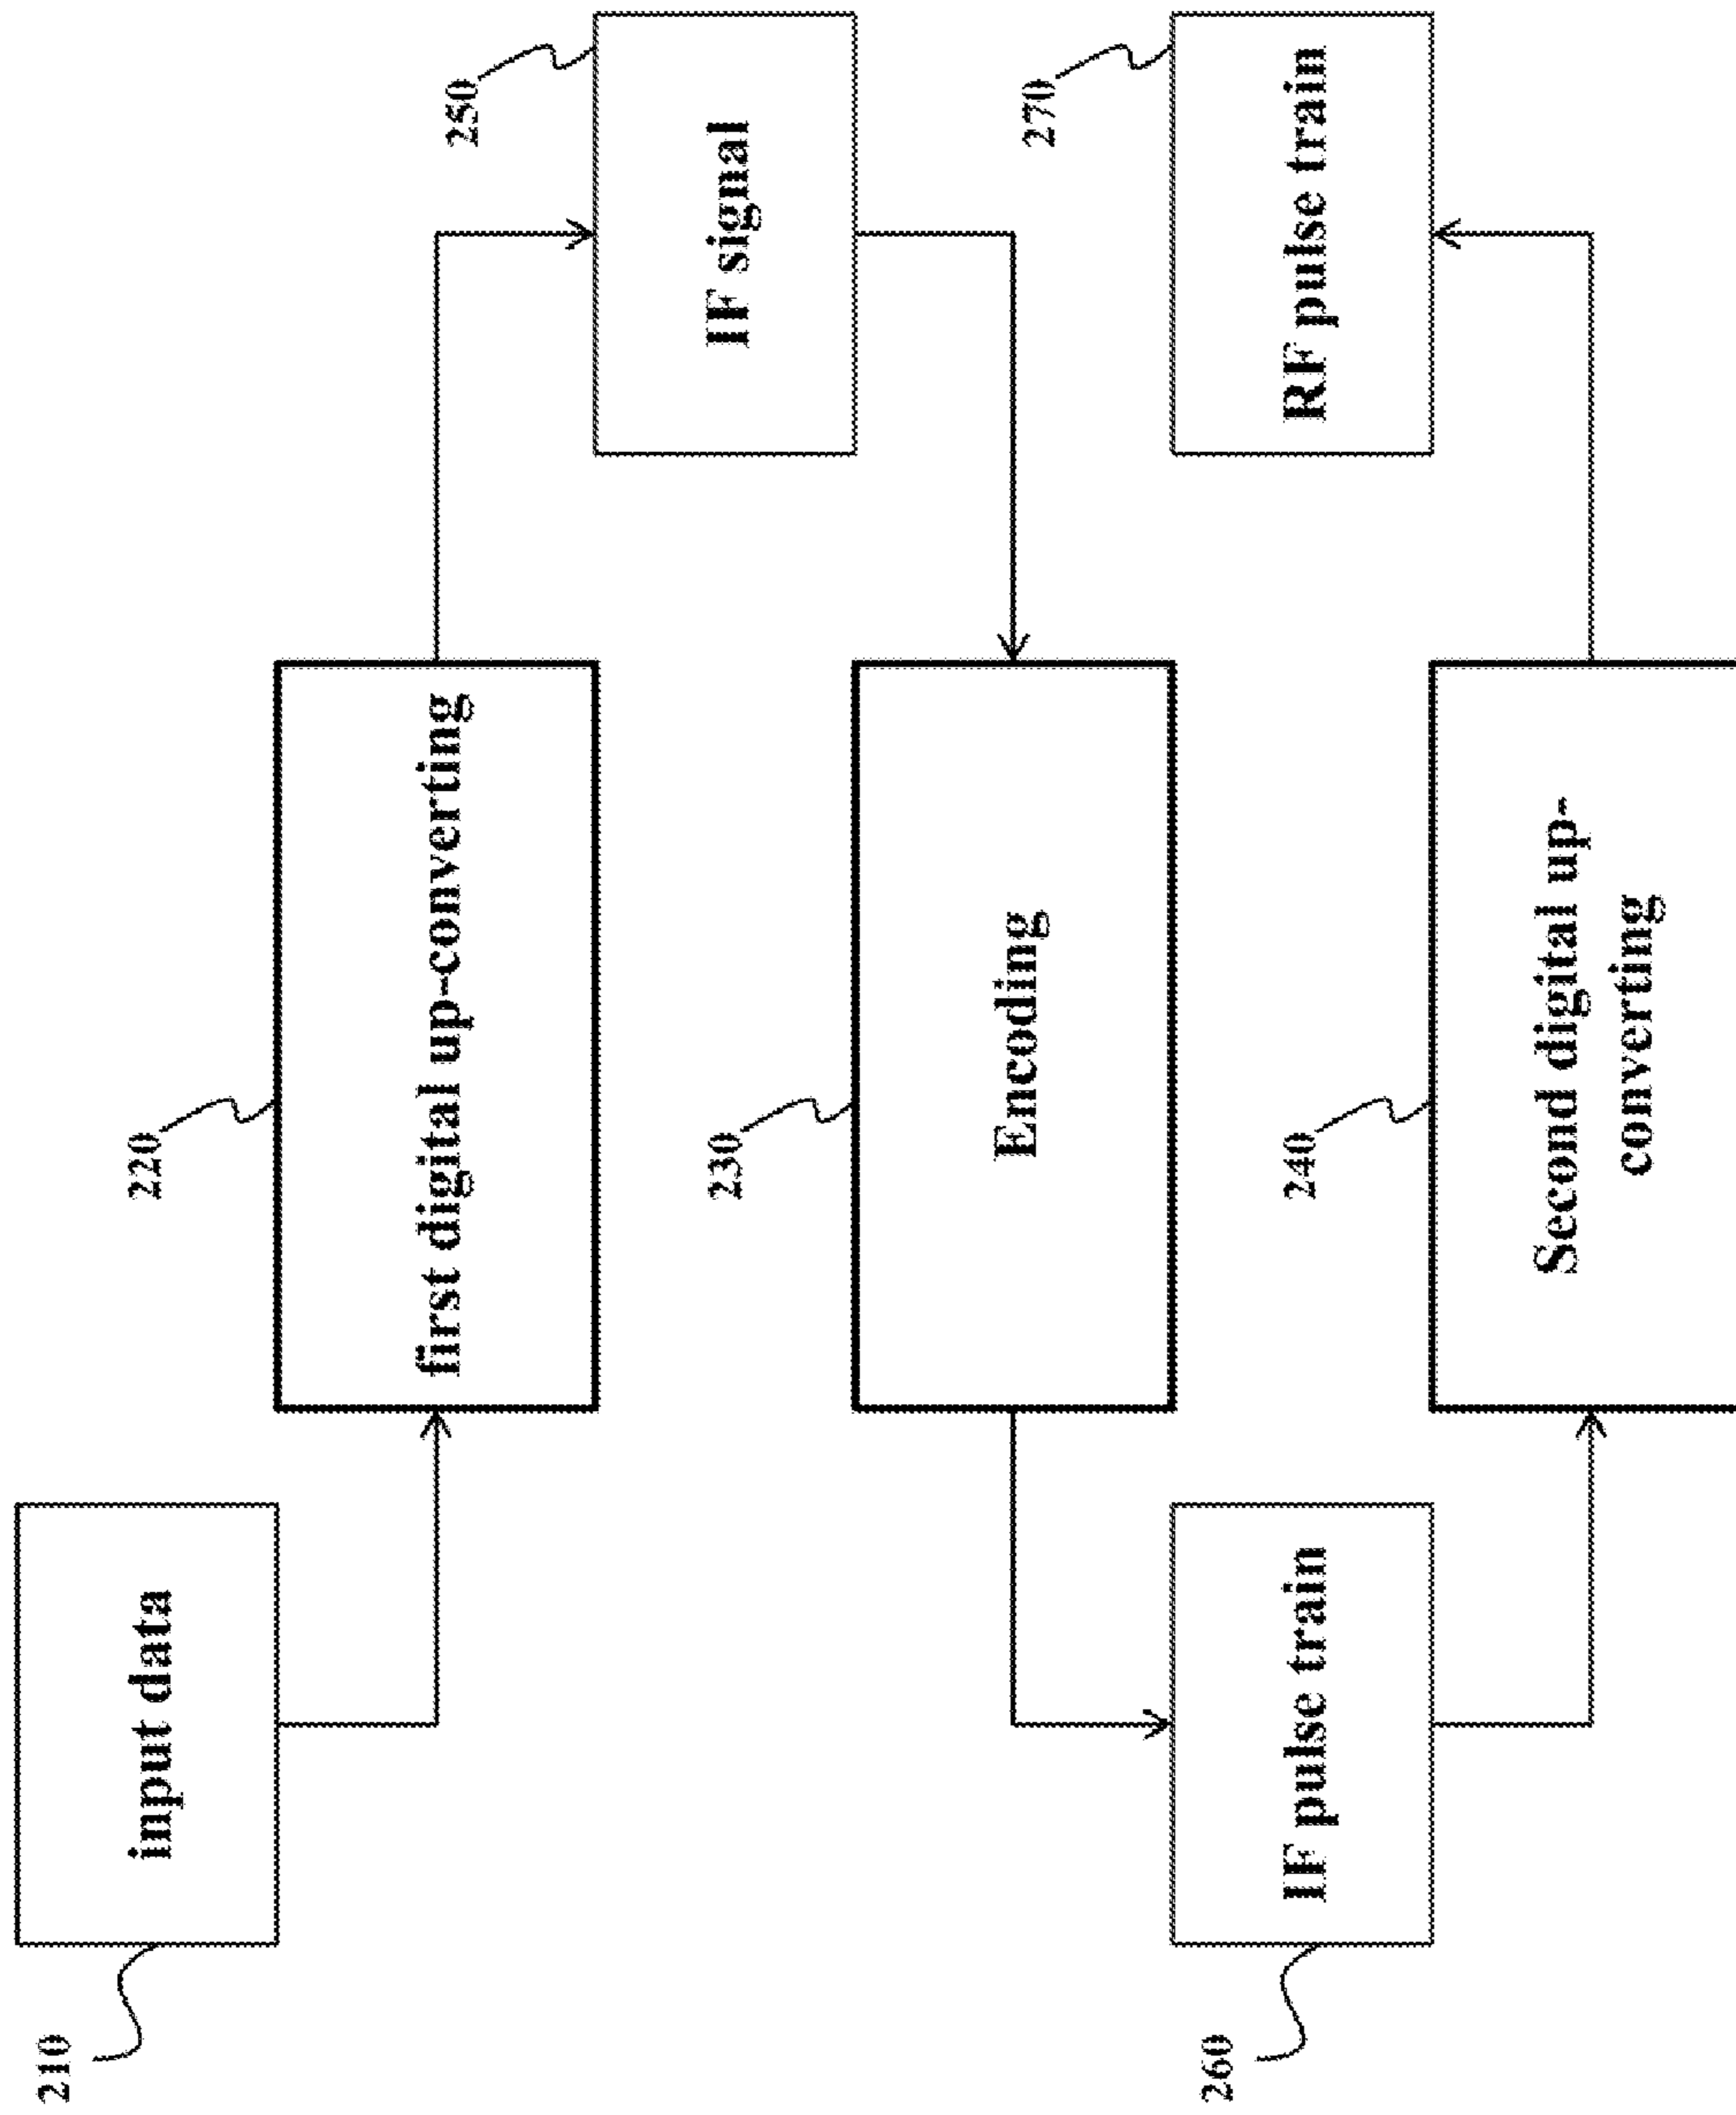 210
input data
220
first digital up-converting
250
IF signal
230
Encoding
260
IF pulse train
240
Second digital up-
converting
270
RF pulse train